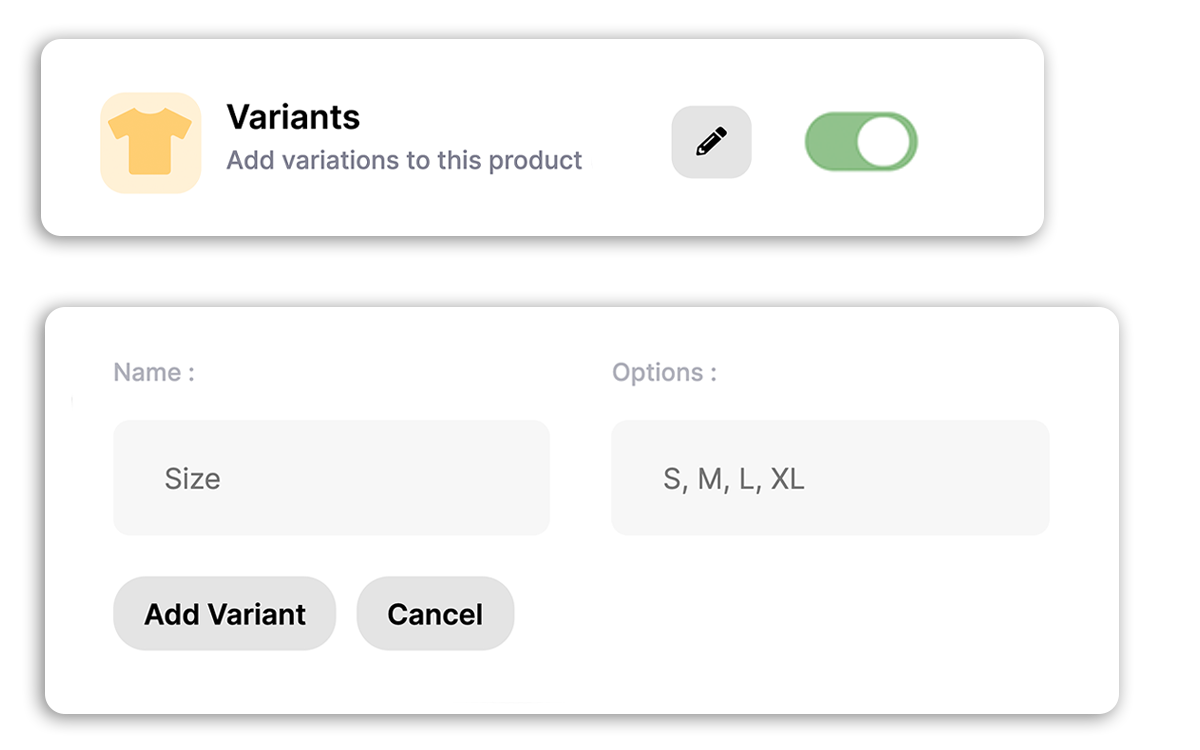 Variants
Add variations to this product
Name :
Options :
Size
S, M, L, XL
Add Variant
Cancel